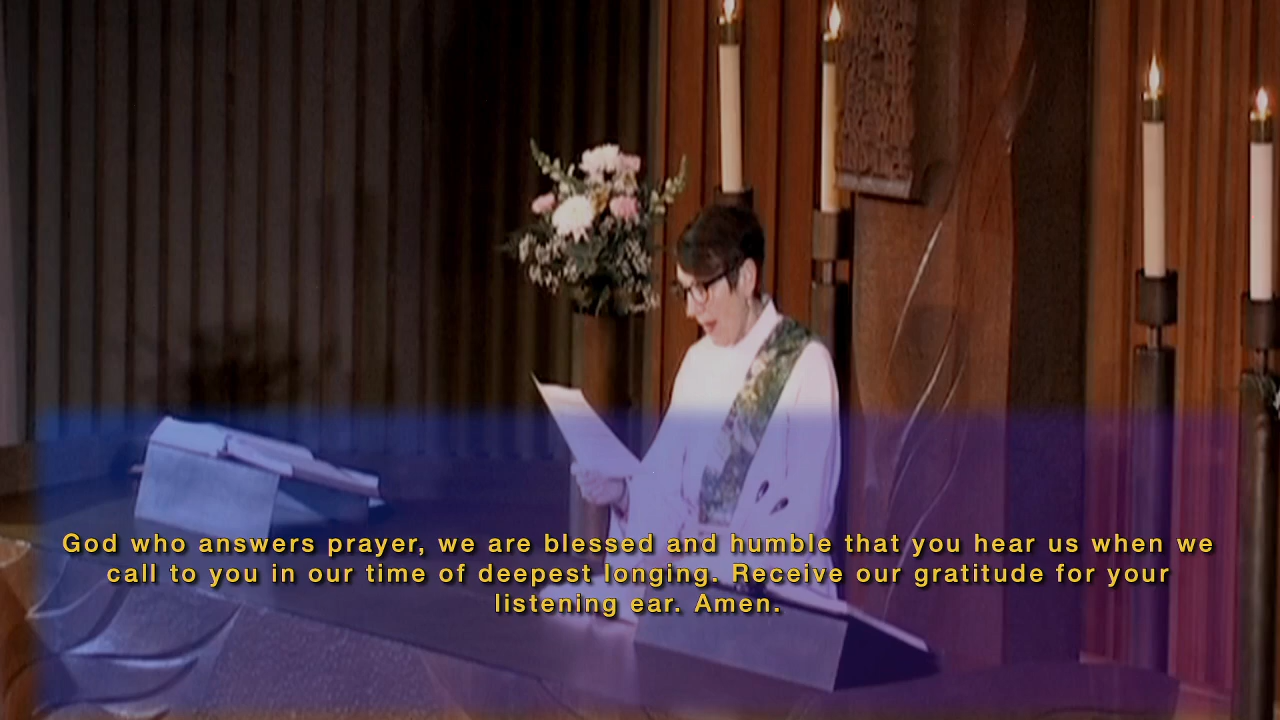 God who answers prayer, we are blessed and humble that you hear us when we
call to you in our time of deepest longing. Receive our gratitude for your
listening ear. Amen.